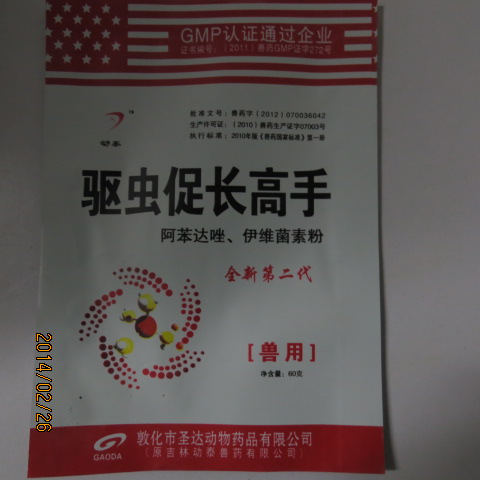 GMP认证通过企业
证书编号：（2011）兽药GMP证字272号
批准文号：兽药字（2012）070036042
生产许可证：（2010）兽药生产证字07003号
执行标准：2010年版《兽药国家标准》第一册
动泰
驱虫促长高手
阿苯达唑、伊维菌素粉
全新第二代
[兽用]
净含量：60克
GAODA
敦化市圣达动物药品有限公司
（原吉林动泰兽药有限公司）
2014/02/26